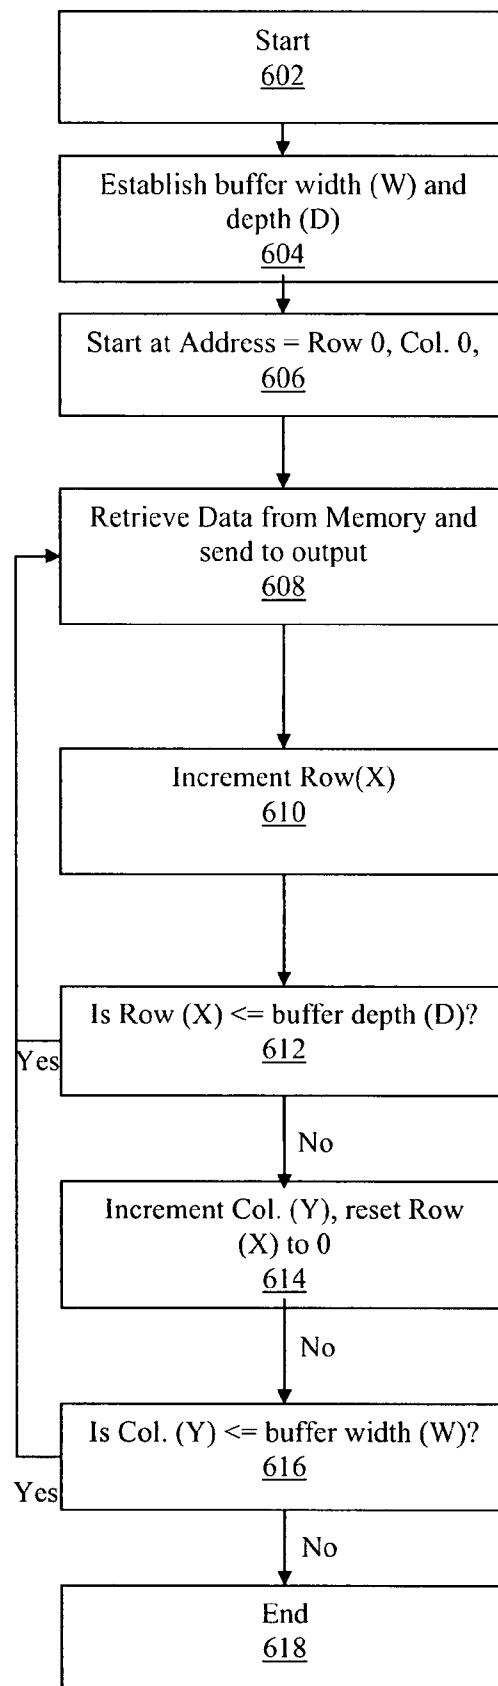 Start
602
Establish buffer width (W) and
depth (D)
604
Start at Address = Row 0, Col. 0,
606
Retrieve Data from Memory and
send to output
608
Increment Row(X)
610
Is Row (X) <= buffer depth (D)?
612
Yes
No
Increment Col. (Y), reset Row
(X) to 0
614
No
Is Col. (Y) <= buffer width (W)?
616
Yes
No
End
618